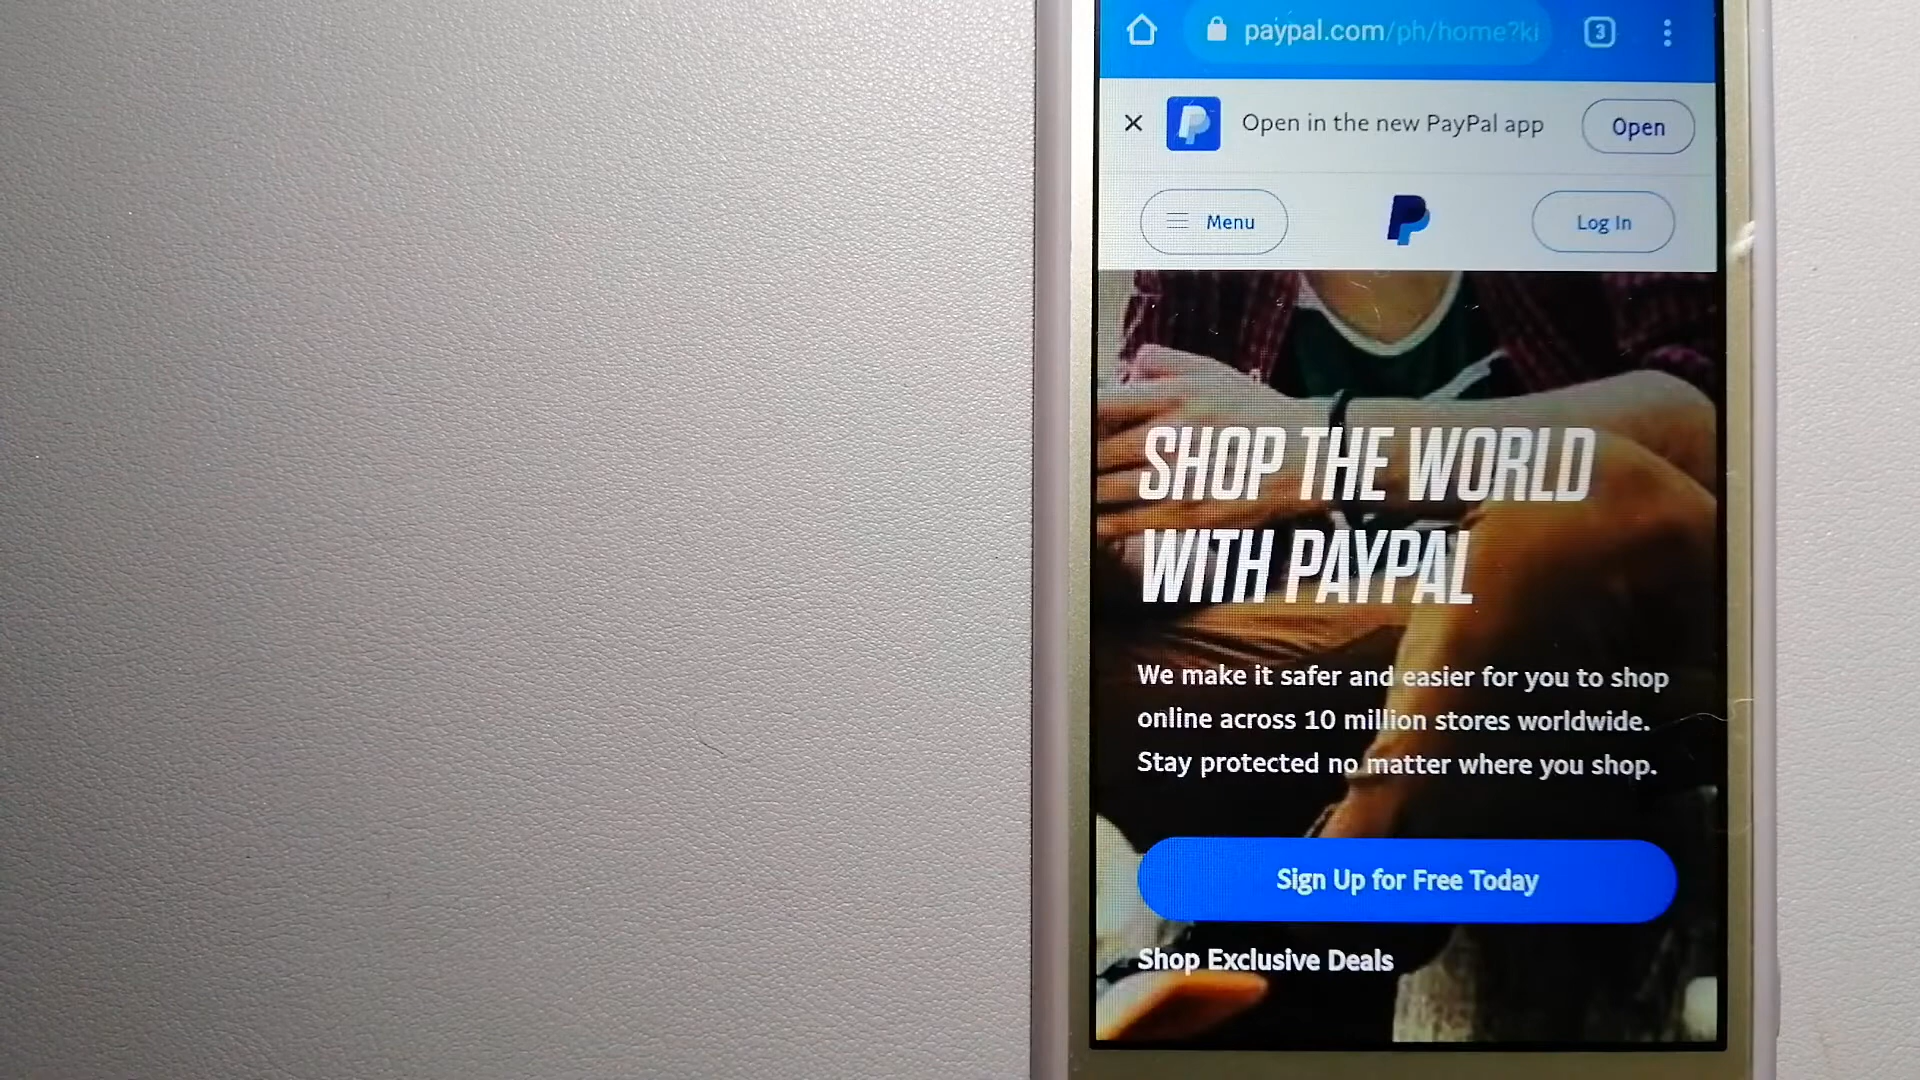 paypal.com/ph/home?ki
3
Open in the new PayPal app
Open
Menu
Log In
SHOP THE WORLD
WITH PAYPAL
We make it safer and easier for you to shop
online across 10 million stores worldwide.
Stay protected no matter where you shop.
Sign Up for Free Today
Shop Exclusive Deals